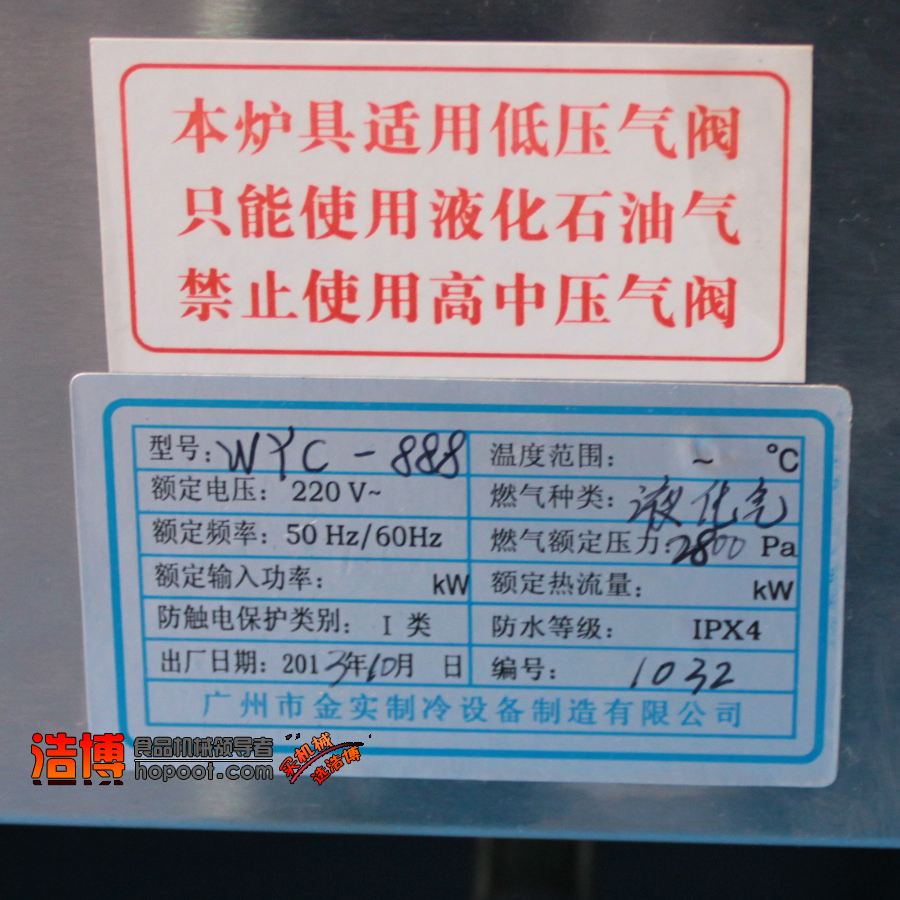 本炉具适用低压气阀
只能使用液化石油气
禁止使用高中压气阀
型号: WYC-888 温度范围: ~ ℃
额定电压: 220 V~ 燃气种类: 液化气
额定频率: 50 Hz/60Hz 燃气额定压力: 2800 Pa
额定输入功率: kW 额定热流量: kW
防触电保护类别: I 类 防水等级: IPX4
出厂日期: 2013年10月 日 编号: 1032
广州市金实制冷设备制造有限公司
浩博 食品机械领导者
hopoot.com
买机械
选浩博